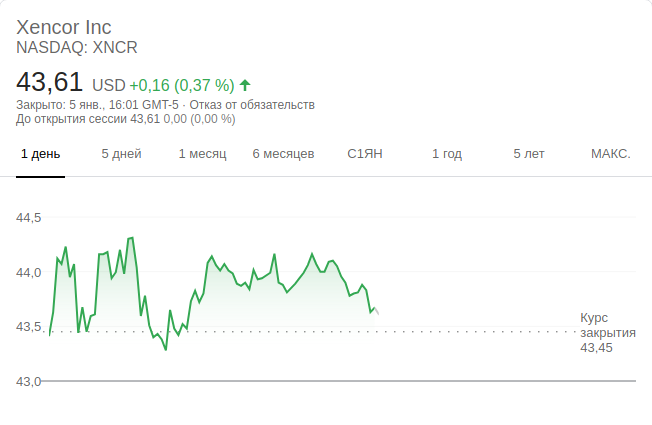 Xencor Inc
NASDAQ: XNCR
43,61 USD +0,16 (0,37 %)
Закрыто: 5 янв., 16:01 GMT-5 · Отказ от обязательств
До открытия сессии 43,61 0,00 (0,00 %)
1 день 5 дней 1 месяц 6 месяцев С1ЯН 1 год 5 лет МАКС.
44,5
44,0
43,5
Курс
закрытия
43,45
43,0